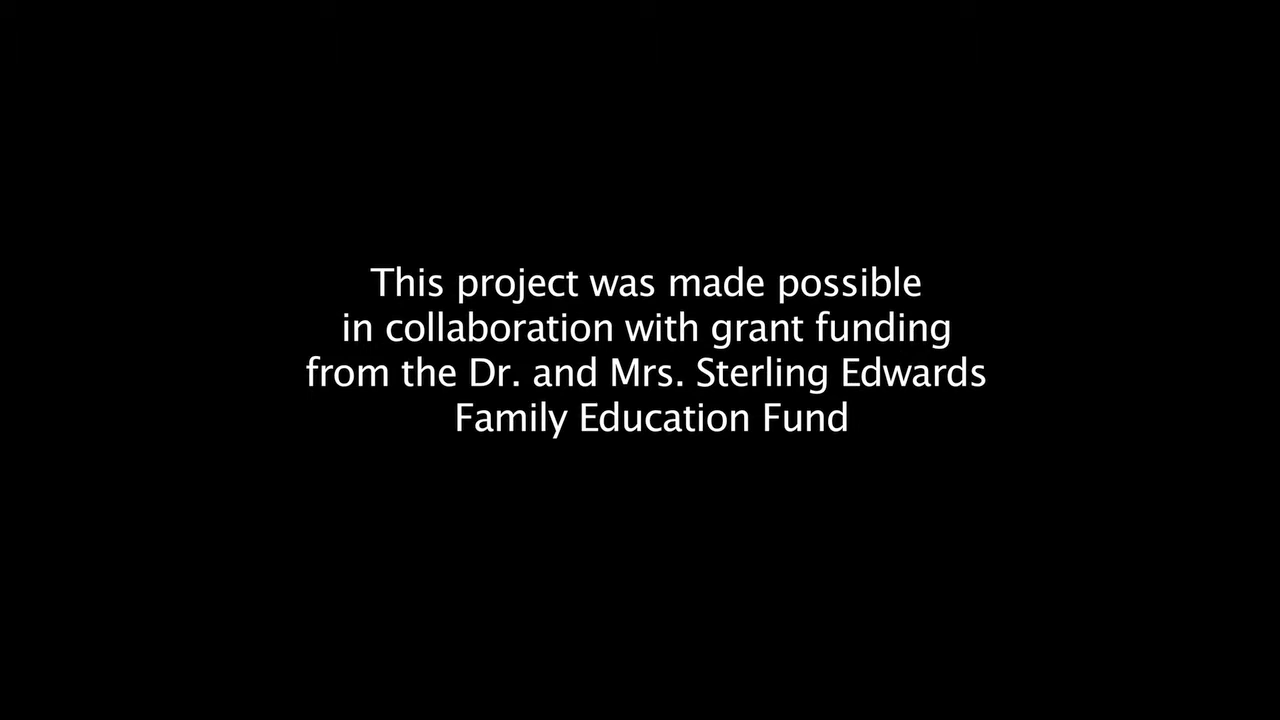 This project was made possible
in collaboration with grant funding
from the Dr. and Mrs. Sterling Edwards
Family Education Fund